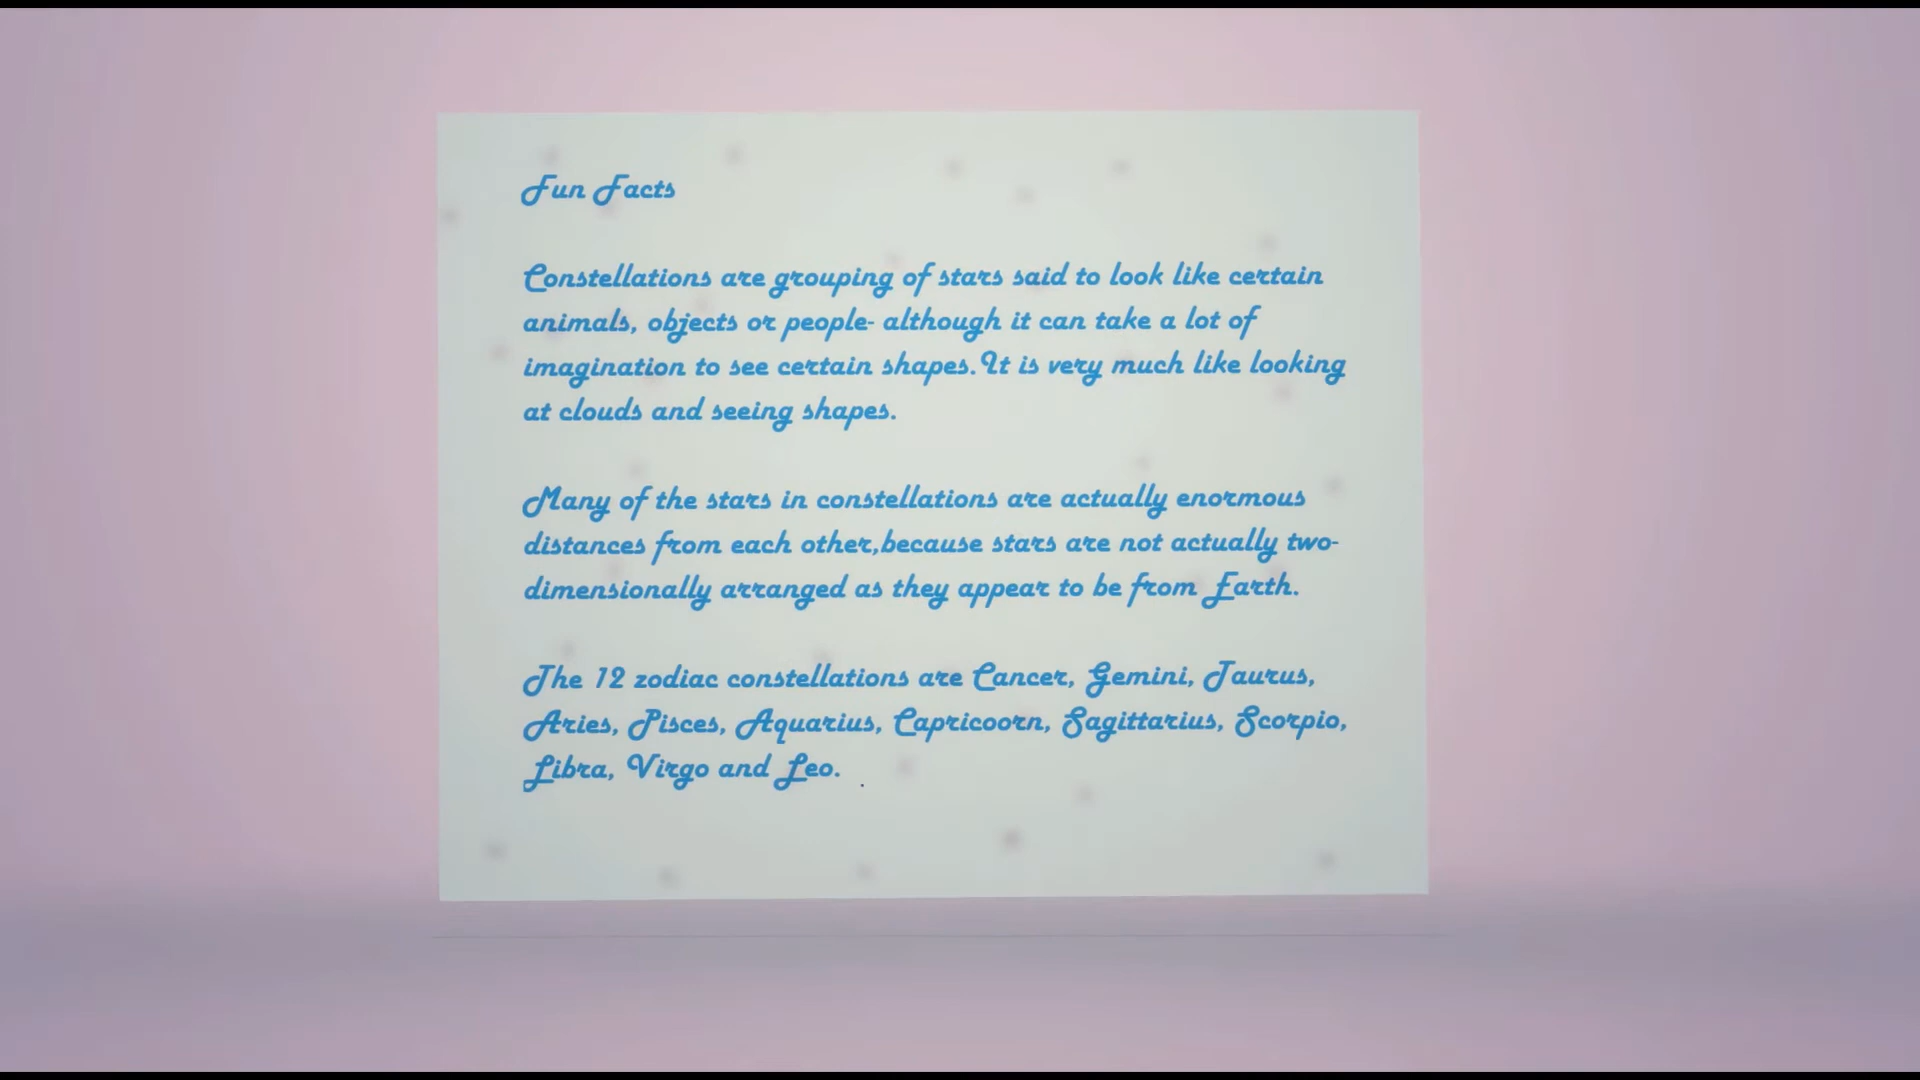 Fun Facts
Constellations are grouping of stars said to look like certain
animals, objects or people- although it can take a lot of
imagination to see certain shapes.It is very much like looking
at clouds and seeing shapes.
Many of the stars in constellations are actually enormous
distances from each other,because stars are not actually two-
dimensionally arranged as they appear to be from Earth.
The 12 zodiac constellations are Cancer, Gemini, Taurus,
Aries, Pisces, Aquarius, Capricoorn, Sagittarius, Scorpio,
Libra, Virgo and Leo.